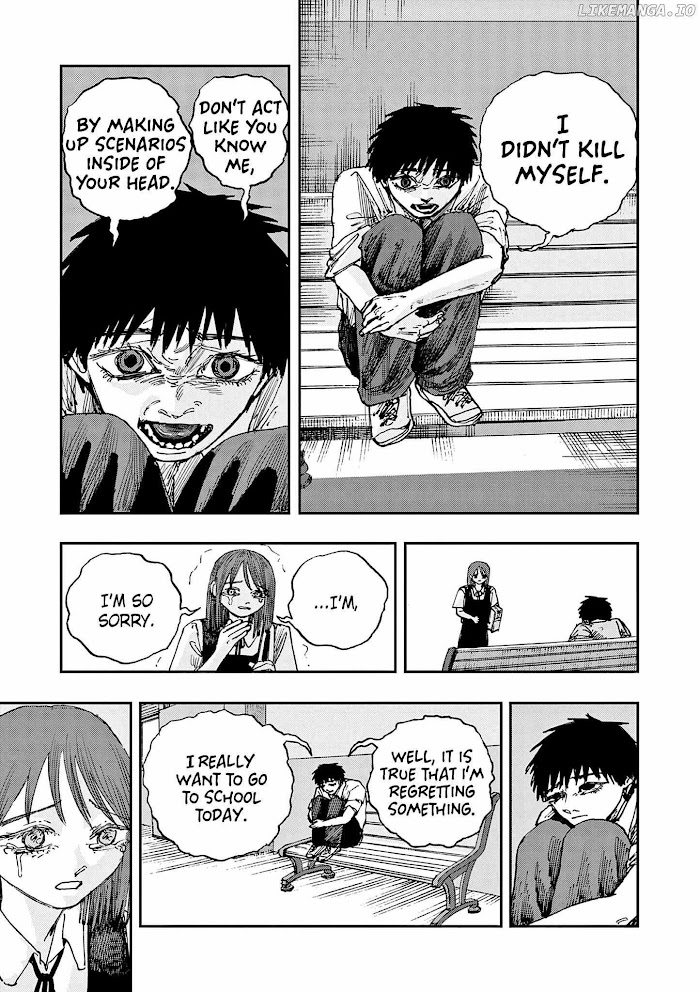 LIKEMANGA.IO
I
DIDN'T KILL
MYSELF.
DON'T ACT
LIKE YOU
KNOW
ME,
BY MAKING
UP SCENARIOS
INSIDE OF
YOUR HEAD.
...I'M,
I'M SO
SORRY.
WELL, IT IS
TRUE THAT I'M
REGRETTING
SOMETHING.
I REALLY
WANT TO GO
TO SCHOOL
TODAY.